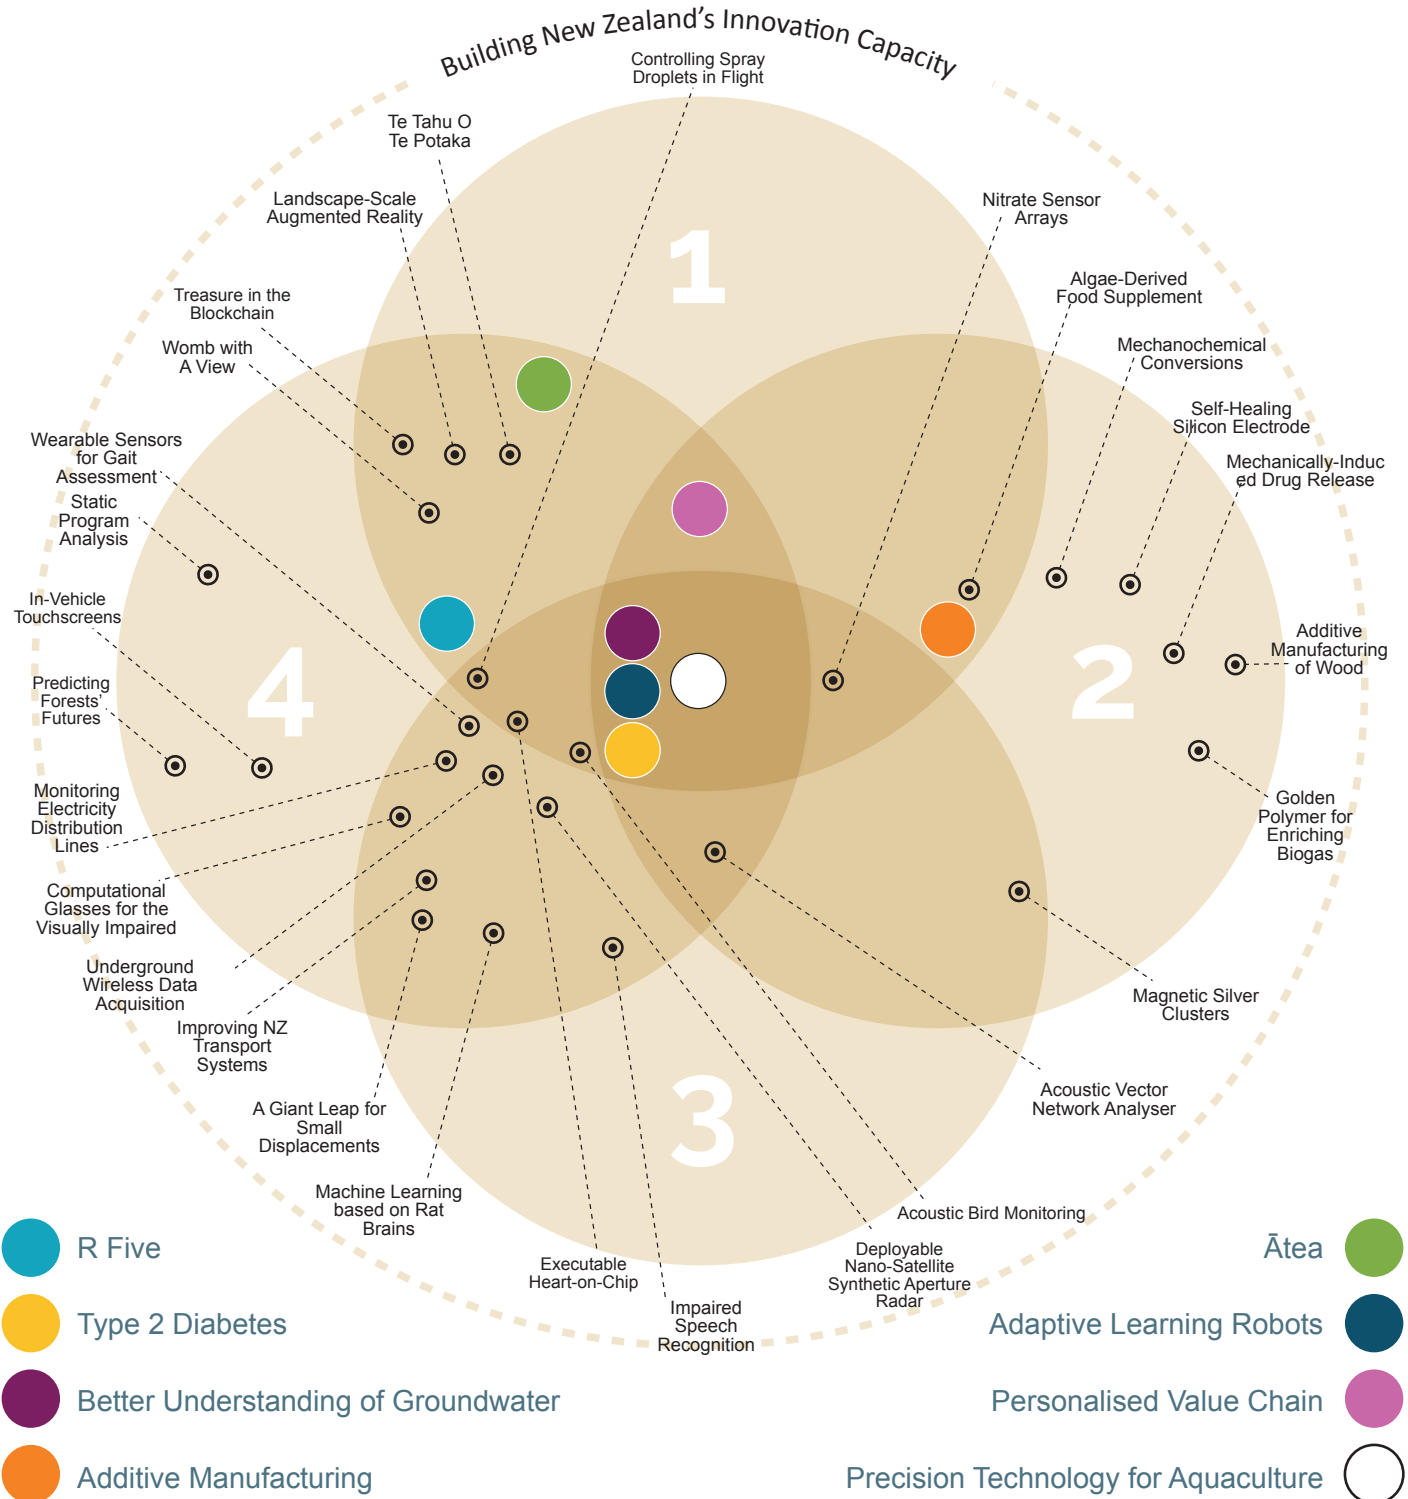 Building New Zealand's Innovation Capacity
Controlling Spray
Droplets in Flight
Te Tahu O
Te Potaka
Landscape-Scale
Augmented Reality
Nitrate Sensor
Arrays
1
Algae-Derived
Food Supplement
Treasure in the
Blockchain
Womb with
A View
Mechanochemical
Conversions
Self-Healing
Silicon Electrode
Wearable Sensors
for Gait
Assessment
Mechanically-Induc
ed Drug Release
Static
Program
Analysis
In-Vehicle
Touchscreens
Additive
Manufacturing
of Wood
4
2
Predicting
Forests'
Futures
Monitoring
Electricity
Distribution
Lines
Golden
Polymer for
Enriching
Biogas
Computational
Glasses for the
Visually Impaired
Underground
Wireless Data
Acquisition
Magnetic Silver
Clusters
Improving NZ
Transport
Systems
3
Acoustic Vector
Network Analyser
A Giant Leap for
Small
Displacements
Machine Learning
based on Rat
Brains
Acoustic Bird Monitoring
Executable
Heart-on-Chip
Deployable
Nano-Satellite
Synthetic Aperture
Radar
Impaired
Speech
Recognition
R Five
Type 2 Diabetes
Better Understanding of Groundwater
Additive Manufacturing
Ātea
Adaptive Learning Robots
Personalised Value Chain
Precision Technology for Aquaculture